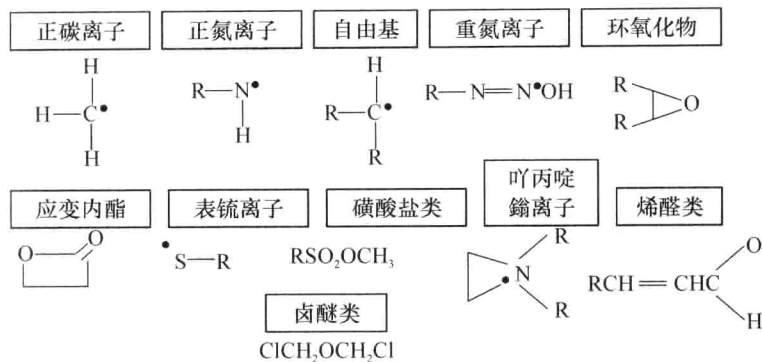 正碳离子 正氮离子 自由基 重氮离子 环氧化物
H H
R—N• R—N═N•OH R
H—C• R—C• O
H R
H R
应变内酯 表锍离子 磺酸盐类 吖丙啶 烯醛类
鎓离子
O O •S—R RSO₂OCH₃ R O
N• RCH═CHC
R H
卤醚类
ClCH₂OCH₂Cl